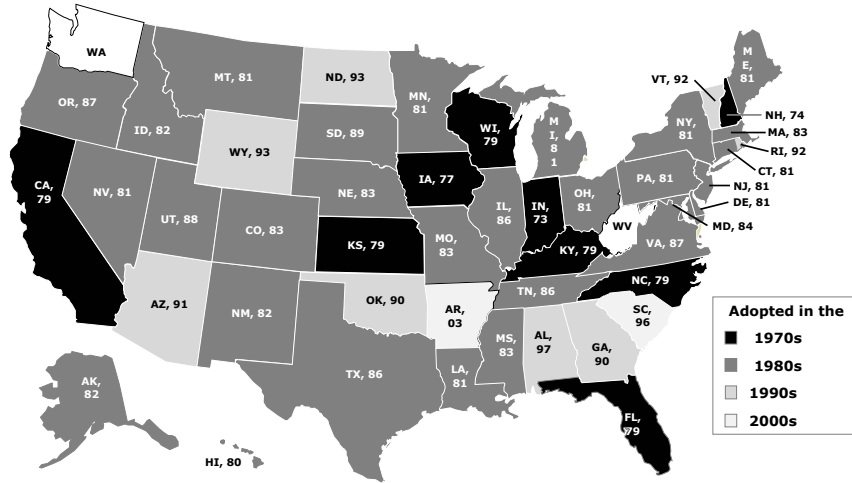 WA
MT, 81
ND, 93
MN,
81
OR, 87
ID, 82
WY, 93
SD, 89
WI,
79
M
I, 8
1
NY,
81
VT, 92
M
E,
81
NH, 74
MA, 83
RI, 92
CT, 81
NJ, 81
DE, 81
MD, 84
CA,
79
NV, 81
UT, 88
CO, 83
NE, 83
IA, 77
IL,
86
IN,
73
OH,
81
PA, 81
WV
VA, 87
KS, 79
MO,
83
KY, 79
NC, 79
TN, 86
AZ, 91
NM, 82
OK, 90
AR,
03
MS,
83
AL,
97
GA,
90
SC,
96
TX, 86
LA,
81
FL,
79
AK,
82
HI, 80
Adopted in the
1970s
1980s
1990s
2000s